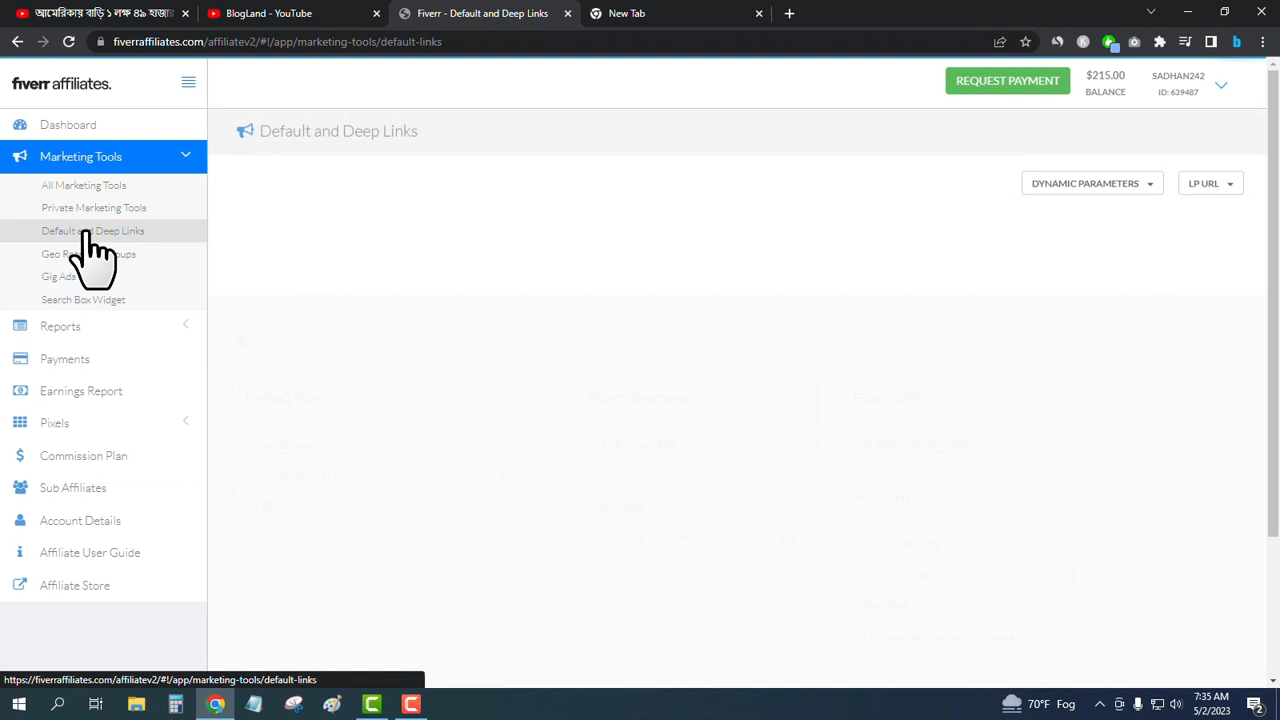 আমেরিকায় বাড়ি ১ লক্ষ ৪৯ হাজার
BlogLand - YouTube
Fiverr - Default and Deep Links
New Tab
fiverraffiliates.com/affiliatev2/#!/app/marketing-tools/default-links
fiverr affiliates.
REQUEST PAYMENT
$215.00
BALANCE
SADHAN242
ID: 639487
Dashboard
Default and Deep Links
Marketing Tools
DYNAMIC PARAMETERS
LP URL
All Marketing Tools
Private Marketing Tools
Default and Deep Links
Geo
Gig Ads
Search Box Widget
Reports
Payments
Earnings Report
Pixels
Commission Plan
Sub Affiliates
Account Details
Affiliate User Guide
Affiliate Store
https://fiverraffiliates.com/affiliatev2/#!/app/marketing-tools/default-links
70°F Fog
7:35 AM
5/2/2023
2